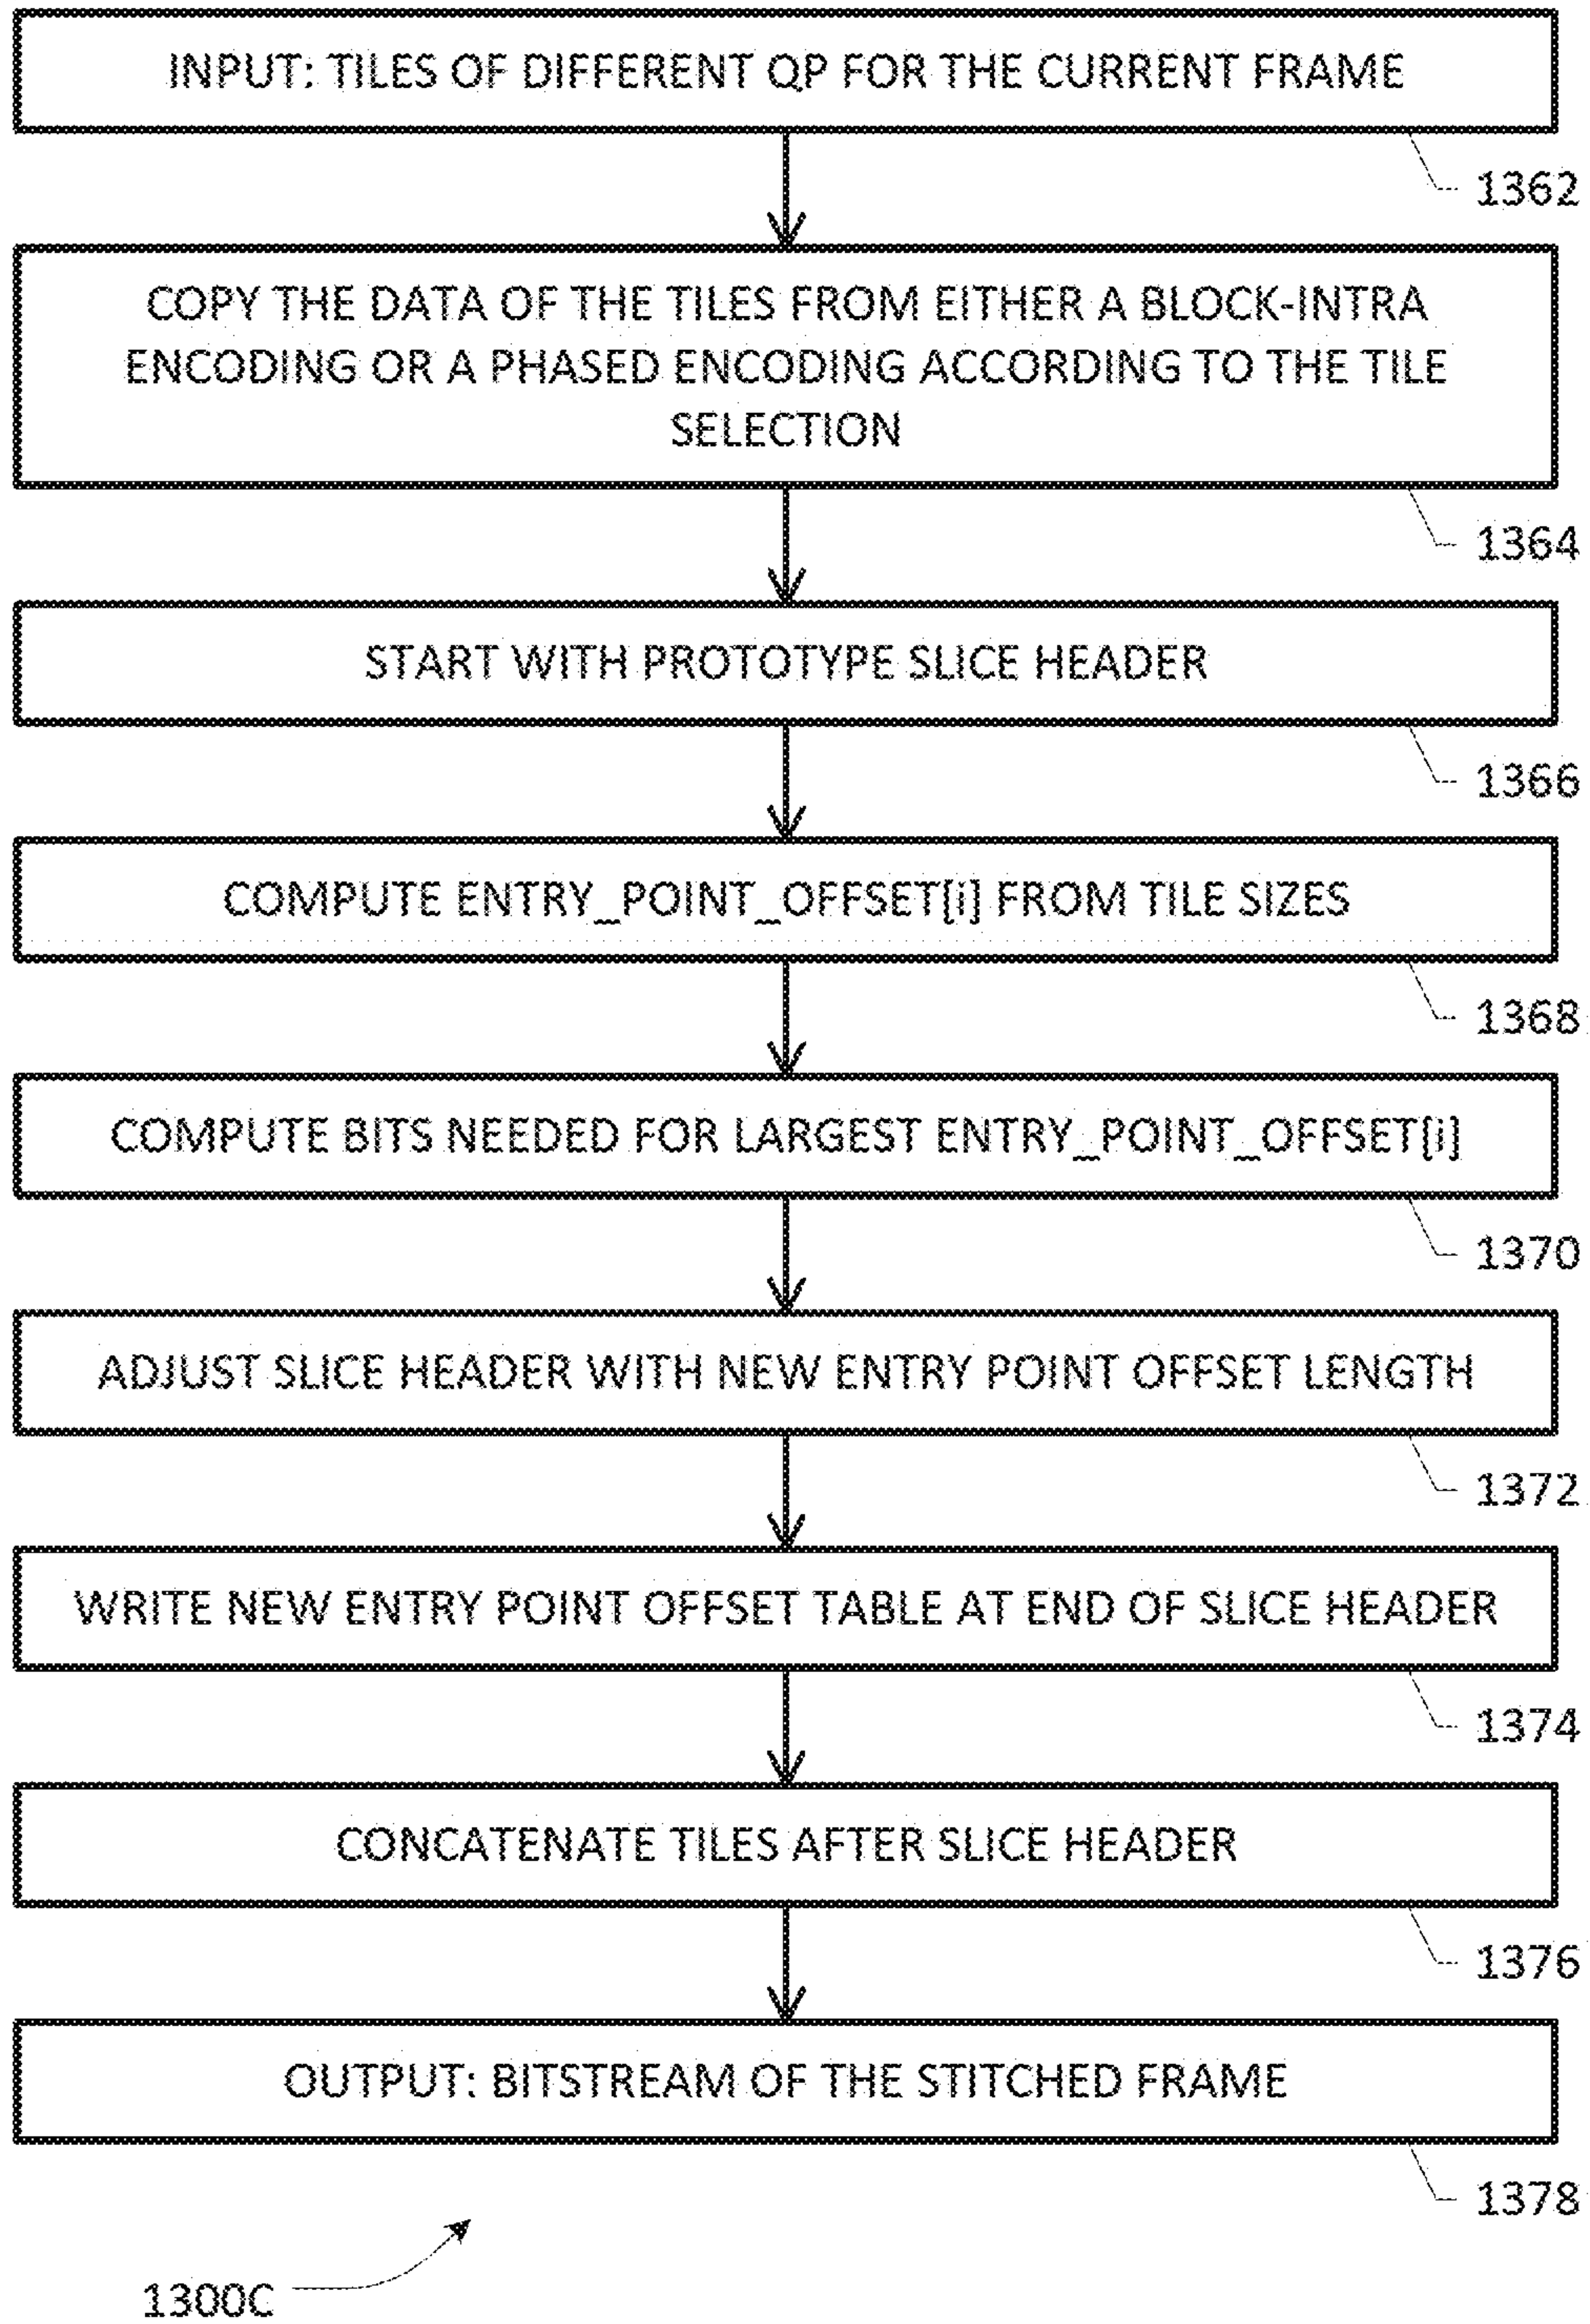 INPUT: TILES OF DIFFERENT QP FOR THE CURRENT FRAME
1362
COPY THE DATA OF THE TILES FROM EITHER A BLOCK-INTRA
ENCODING OR A PHASED ENCODING ACCORDING TO THE TILE
SELECTION
1364
START WITH PROTOTYPE SLICE HEADER
1366
COMPUTE ENTRY_POINT_OFFSET[i] FROM TILE SIZES
1368
COMPUTE BITS NEEDED FOR LARGEST ENTRY_POINT_OFFSET[i]
1370
ADJUST SLICE HEADER WITH NEW ENTRY POINT OFFSET LENGTH
1372
WRITE NEW ENTRY POINT OFFSET TABLE AT END OF SLICE HEADER
1374
CONCATENATE TILES AFTER SLICE HEADER
1376
OUTPUT: BITSTREAM OF THE STITCHED FRAME
1378
1300C